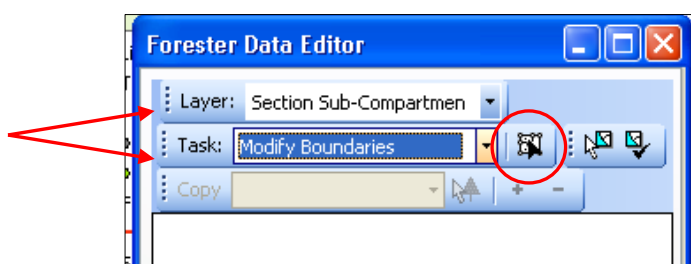 Forester Data Editor
Layer: Section Sub-Compartmen
Task: Modify Boundaries
Copy